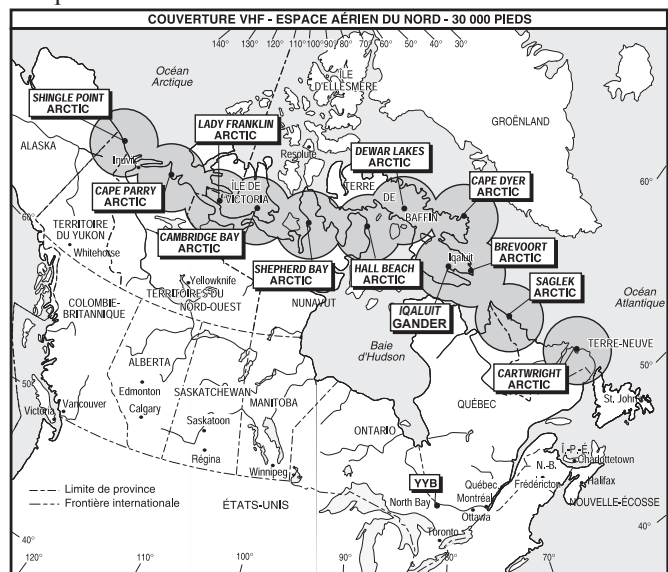 COUVERTURE VHF - ESPACE AÉRIEN DU NORD - 30 000 PIEDS
140° 130° 120° 110° 100° 90° 80° 70° 60° 50° 40° 30°
Océan
Arctique
ÎLE
D'ELLESMERE
GROËNLAND
SHINGLE POINT
ARCTIC
LADY FRANKLIN
ARCTIC
DEWAR LAKES
ARCTIC
ALASKA
Inuvik
Resolute
CAPE PARRY
ARCTIC
ÎLE DE
VICTORIA
TERRE
DE
BAFFIN
CAPE DYER
ARCTIC
60°
60°
TERRITOIRE
DU YUKON
Whitehorse
CAMBRIDGE BAY
ARCTIC
BREVOORT
ARCTIC
Iqaluit
SHEPHERD BAY
ARCTIC
HALL BEACH
ARCTIC
SAGLEK
ARCTIC
Yellowknife
TERRITOIRES DU
NORD-OUEST
NUNAVUT
IQALUIT
GANDER
Océan
Atlantique
COLOMBIE-
BRITANNIQUE
Baie
d'Hudson
TERRE-NEUVE
CARTWRIGHT
ARCTIC
ALBERTA
50°
50°
Edmonton
SASKATCHEWAN
MANITOBA
QUÉBEC
St. John's
Vancouver
Victoria
Calgary
Saskatoon
ONTARIO
Régina
Winnipeg
Î.-P.-É.
Charlottetown
N.-B.
Frédéricton
Halifax
YYB
North Bay
Québec
Montréal
Ottawa
NOUVELLE-ÉCOSSE
Limite de province
Frontière internationale
ÉTATS-UNIS
Toronto
40°
40°
120° 110° 100° 90° 80° 70°